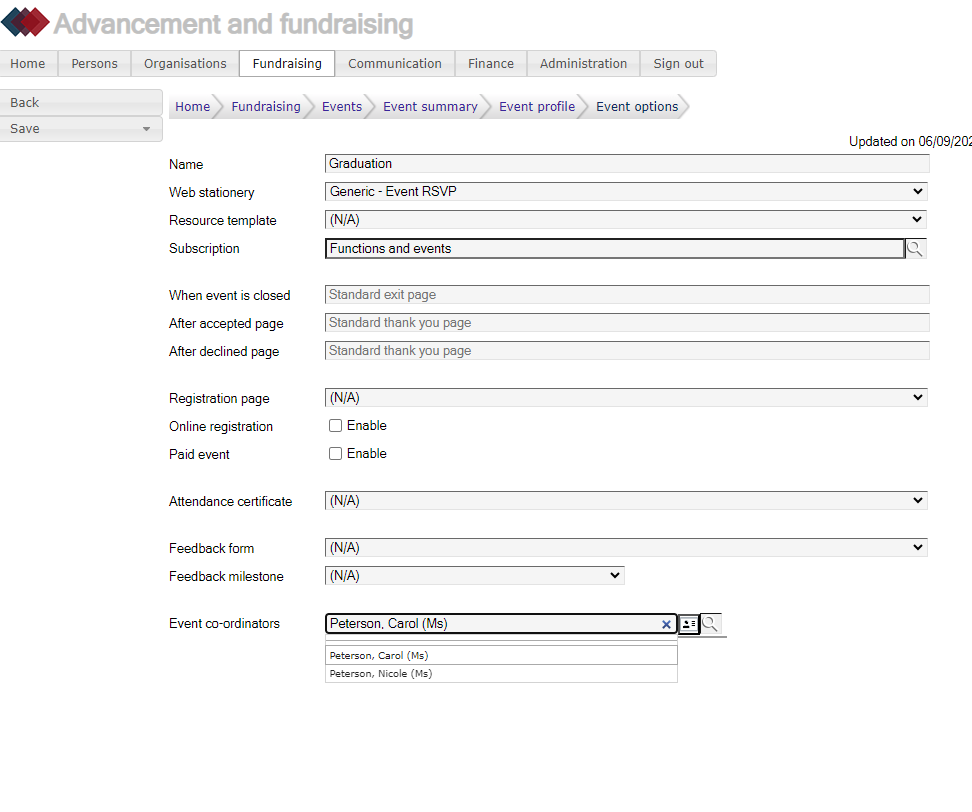 Advancement and fundraising
Home Persons Organisations Fundraising Communication Finance Administration Sign out
Back
Save
Home Fundraising Events Event summary Event profile Event options
Updated on 06/09/202
Name Graduation
Web stationery Generic - Event RSVP
Resource template (N/A)
Subscription Functions and events
When event is closed Standard exit page
After accepted page Standard thank you page
After declined page Standard thank you page
Registration page (N/A)
Online registration Enable
Paid event Enable
Attendance certificate (N/A)
Feedback form (N/A)
Feedback milestone (N/A)
Event co-ordinators Peterson, Carol (Ms)
Peterson, Carol (Ms)
Peterson, Nicole (Ms)